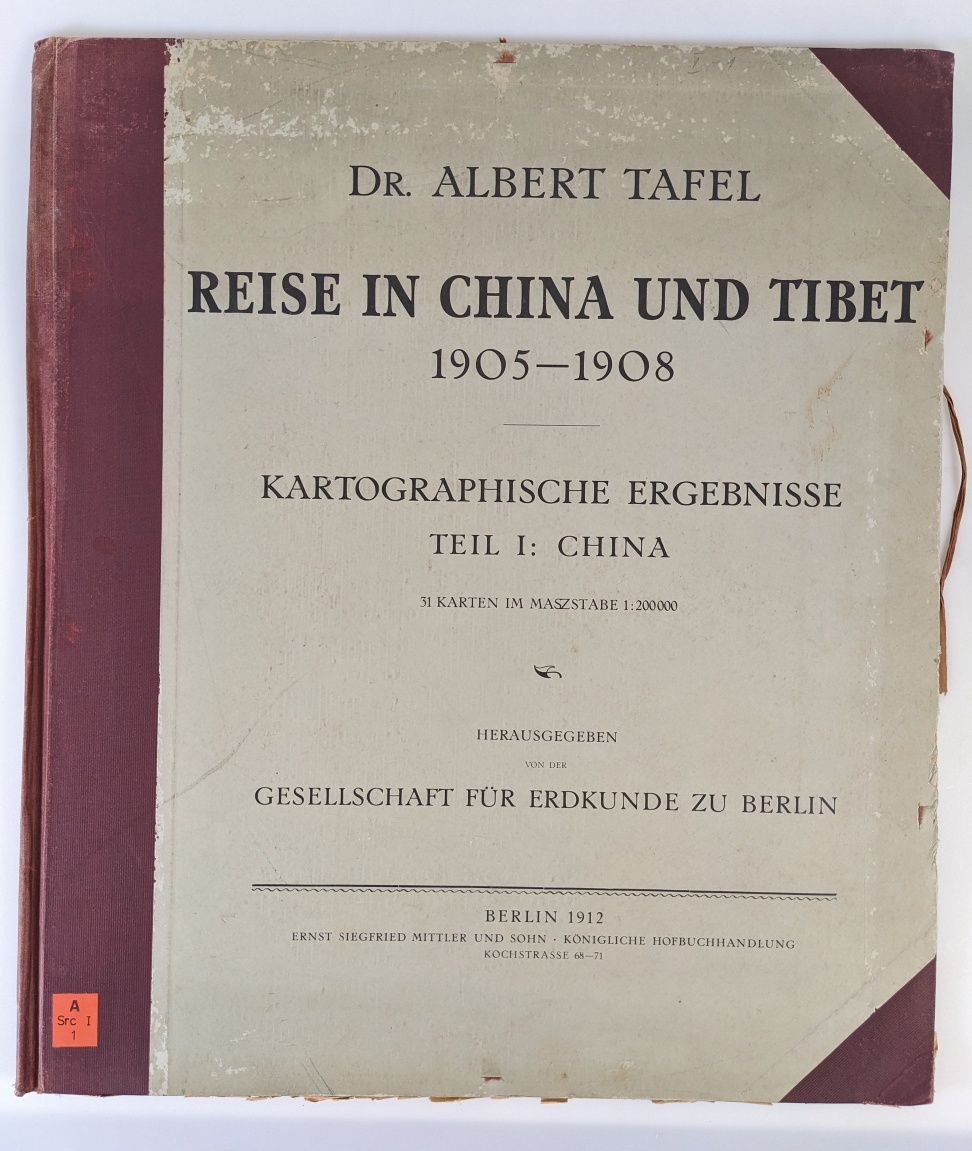 DR. ALBERT TAFEL
REISE IN CHINA UND TIBET
1905—1908
KARTOGRAPHISCHE ERGEBNISSE
TEIL I: CHINA
31 KARTEN IM MASZSTABE 1:200000
HERAUSGEGEBEN
VON DER
GESELLSCHAFT FÜR ERDKUNDE ZU BERLIN
BERLIN 1912
ERNST SIEGFRIED MITTLER UND SOHN · KÖNIGLICHE HOFBUCHHANDLUNG
KOCHSTRASSE 68—71
A
Src I
1